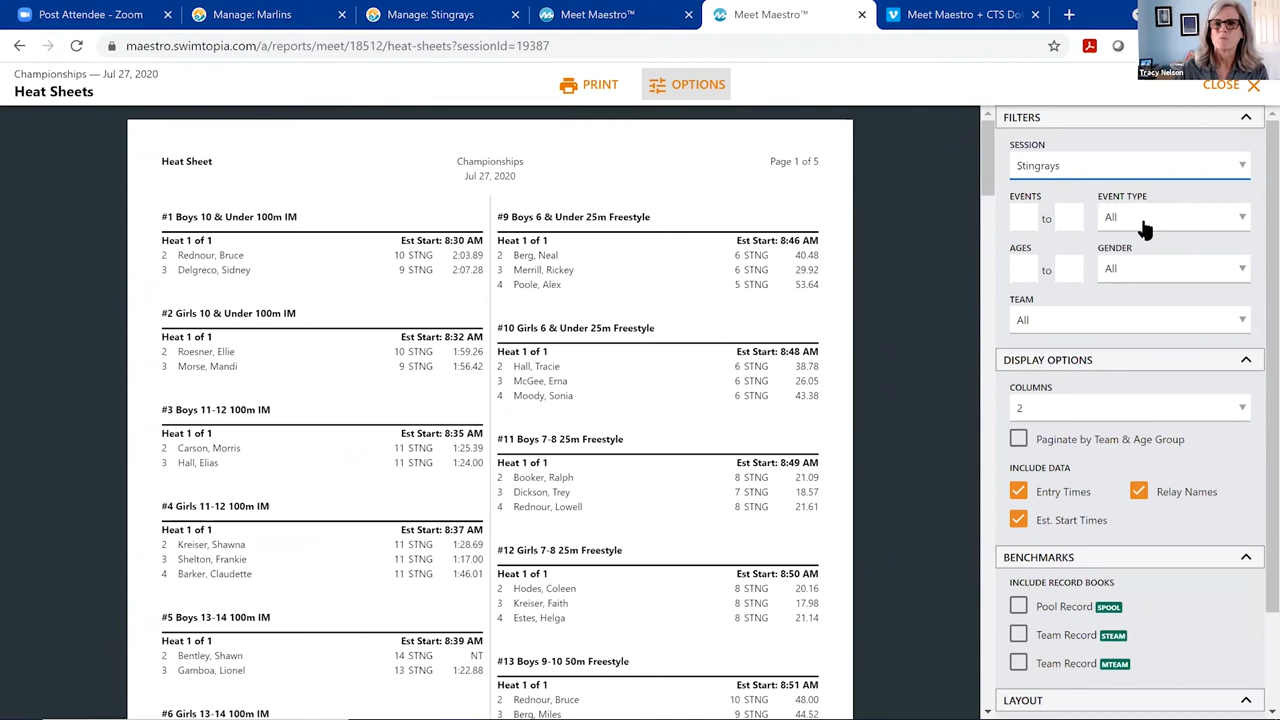 Post Attende - Zoom
Manage: Marlins
Manage: Stingrays
Meet Maestro™
Meet Maestro™
Meet Maestro + CTS Dol
maestro.swimtopia.com/a/reports/meet/18512/heat-sheets?sessionId=19387
Tracy Nelson
Championships — Jul 27, 2020
Heat Sheets
PRINT
OPTIONS
CLOSE
Heat Sheet
Championships
Page 1 of 5
Jul 27, 2020
#1 Boys 10 & Under 100m IM
Heat 1 of 1 Est Start: 8:30 AM
2 Rednour, Bruce 10 STNG 2:03.89
3 Delgreco, Sidney 9 STNG 2:07.28
#2 Girls 10 & Under 100m IM
Heat 1 of 1 Est Start: 8:32 AM
2 Roesner, Ellie 10 STNG 1:59.26
3 Morse, Mandi 9 STNG 1:56.42
#3 Boys 11-12 100m IM
Heat 1 of 1 Est Start: 8:35 AM
2 Carson, Morris 11 STNG 1:25.39
3 Hall, Elias 11 STNG 1:24.00
#4 Girls 11-12 100m IM
Heat 1 of 1 Est Start: 8:37 AM
2 Kreiser, Shawna 11 STNG 1:28.69
3 Shelton, Frankie 11 STNG 1:17.00
4 Barker, Claudette 11 STNG 1:46.01
#5 Boys 13-14 100m IM
Heat 1 of 1 Est Start: 8:39 AM
2 Bentley, Shawn 14 STNG NT
3 Gamboa, Lionel 13 STNG 1:22.88
#6 Girls 13-14 100m IM
#9 Boys 6 & Under 25m Freestyle
Heat 1 of 1 Est Start: 8:46 AM
2 Berg, Neal 6 STNG 40.48
3 Merrill, Rickey 6 STNG 29.92
4 Poole, Alex 5 STNG 53.64
#10 Girls 6 & Under 25m Freestyle
Heat 1 of 1 Est Start: 8:48 AM
2 Hall, Tracie 6 STNG 38.78
3 McGee, Erna 6 STNG 26.05
4 Moody, Sonia 6 STNG 43.38
#11 Boys 7-8 25m Freestyle
Heat 1 of 1 Est Start: 8:49 AM
2 Booker, Ralph 8 STNG 21.09
3 Dickson, Trey 7 STNG 18.57
4 Rednour, Lowell 8 STNG 21.61
#12 Girls 7-8 25m Freestyle
Heat 1 of 1 Est Start: 8:50 AM
2 Hodes, Coleen 8 STNG 20.16
3 Kreiser, Faith 8 STNG 17.98
4 Estes, Helga 8 STNG 21.14
#13 Boys 9-10 50m Freestyle
Heat 1 of 1 Est Start: 8:51 AM
2 Rednour, Bruce 10 STNG 48.00
3 Berg, Miles 9 STNG 44.52
FILTERS
SESSION
Stingrays
EVENTS
EVENT TYPE
to
All
AGES
GENDER
to
All
TEAM
All
DISPLAY OPTIONS
COLUMNS
2
Paginate by Team & Age Group
INCLUDE DATA
Entry Times
Relay Names
Est. Start Times
BENCHMARKS
INCLUDE RECORD BOOKS
Pool Record SPOOL
Team Record STEAM
Team Record MTEAM
LAYOUT